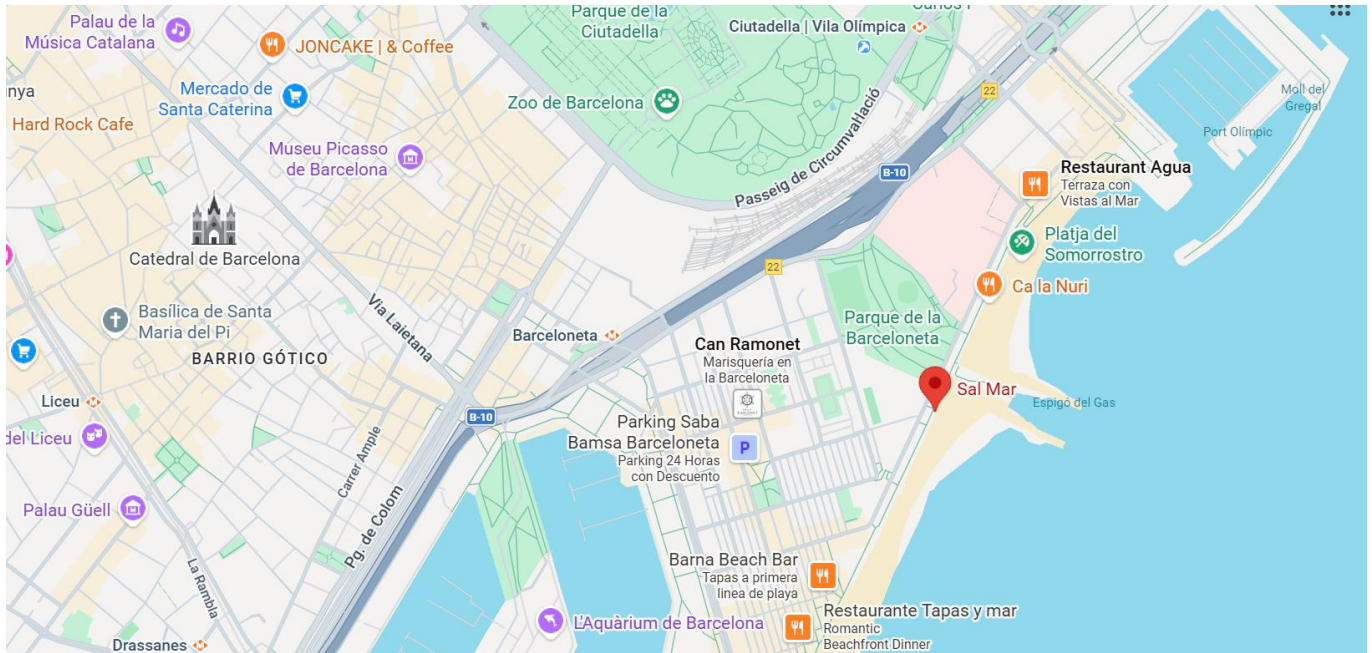 Palau de la
Música Catalana
JONCAKE | & Coffee
Parque de la
Ciutadella
Ciutadella | Vila Olímpica
Mercado de
Santa Caterina
Hard Rock Cafe
Zoo de Barcelona
22
Moll del
Gregal
Port Olímpic
Museu Picasso
de Barcelona
Passeig de Circumval·lació
B-10
Restaurant Agua
Terraza con
Vistas al Mar
Catedral de Barcelona
Platja del
Somorrostro
22
Ca la Nuri
Basílica de Santa
Maria del Pi
BARRIO GÓTICO
Via Laietana
Barceloneta
Parque de la
Barceloneta
Can Ramonet
Marisquería en
la Barceloneta
Sal Mar
Espigó del Gas
Liceu
del Liceu
B-10
Parking Saba
Bamsa Barceloneta
Parking 24 Horas
con Descuento
P
Carrer Ample
Palau Güell
Pg. de Colom
La Rambla
Barna Beach Bar
Tapas a primera
linea de playa
L'Aquàrium de Barcelona
Restaurante Tapas y mar
Romantic
Beachfront Dinner
Drassanes